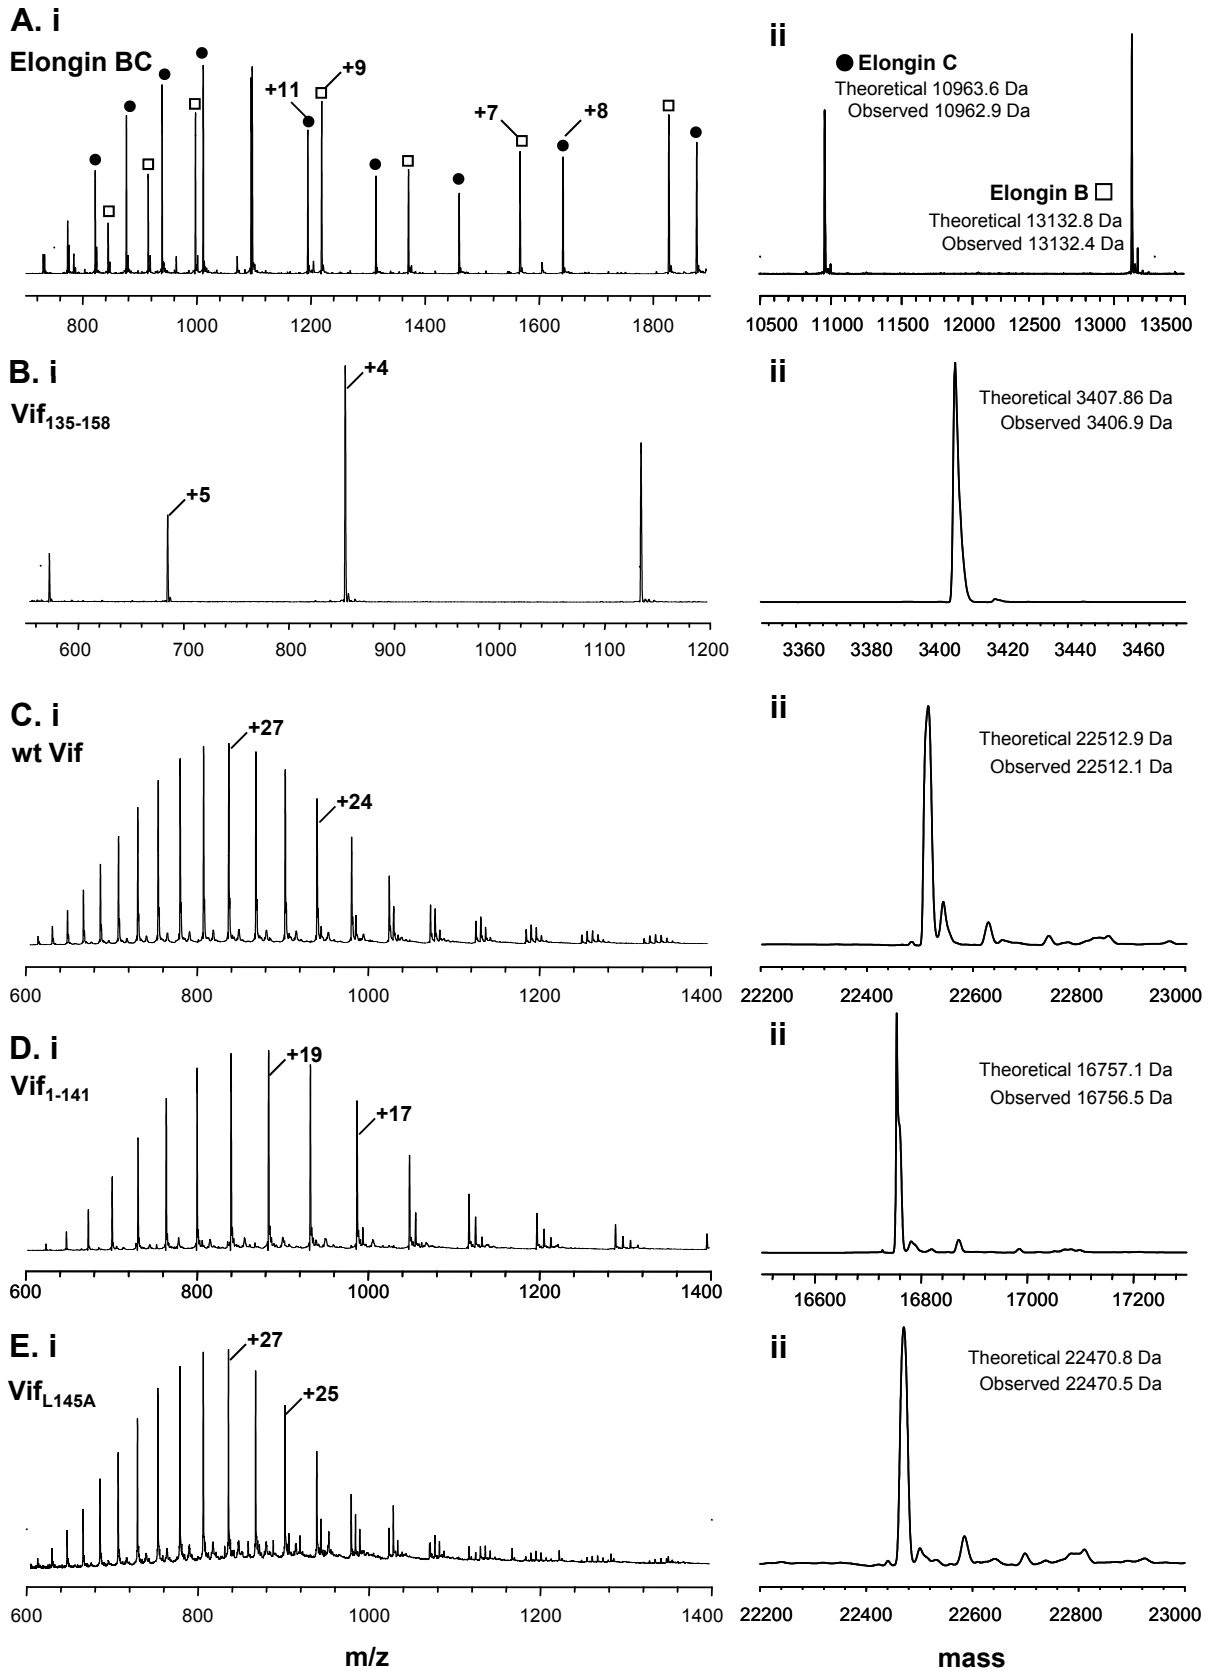 A. i
Elongin BC
+11
+9
+7
+8
800 1000 1200 1400 1600 1800
ii
● Elongin C
Theoretical 10963.6 Da
Observed 10962.9 Da
Elongin B □
Theoretical 13132.8 Da
Observed 13132.4 Da
10500 11000 11500 12000 12500 13000 13500
B. i
Vif135-158
+5
+4
600 700 800 900 1000 1100 1200
ii
Theoretical 3407.86 Da
Observed 3406.9 Da
3360 3380 3400 3420 3440 3460
C. i
wt Vif
+27
+24
600 800 1000 1200 1400
ii
Theoretical 22512.9 Da
Observed 22512.1 Da
22200 22400 22600 22800 23000
D. i
Vif1-141
+19
+17
600 800 1000 1200 1400
ii
Theoretical 16757.1 Da
Observed 16756.5 Da
16600 16800 17000 17200
E. i
VifL145A
+27
+25
600 800 1000 1200 1400
m/z
ii
Theoretical 22470.8 Da
Observed 22470.5 Da
22200 22400 22600 22800 23000
mass